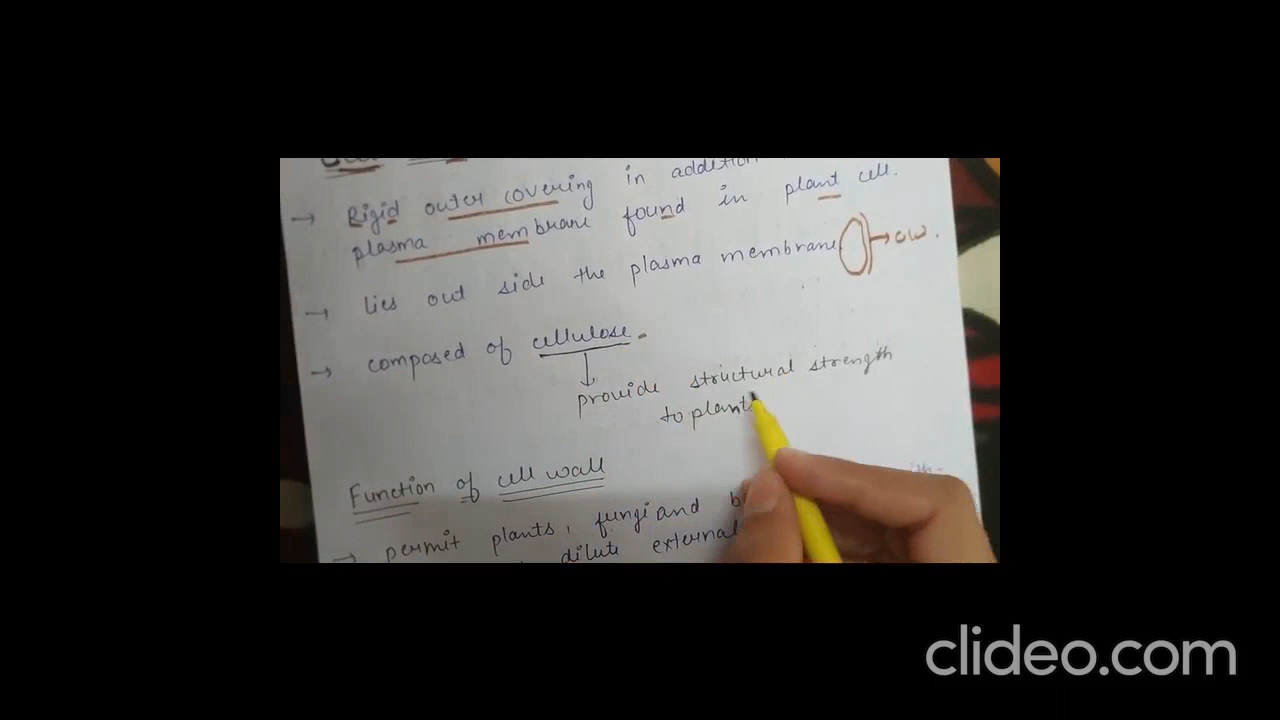 → Rigid outer covering in addition
plasma membrane found in plant cell.
→ lies out side the plasma membrane → CW.
→ composed of cellulose.
↓
provide structural strength
to plant
Function of cell wall
→ permit plants, fungi and
dilute external
clideo.com